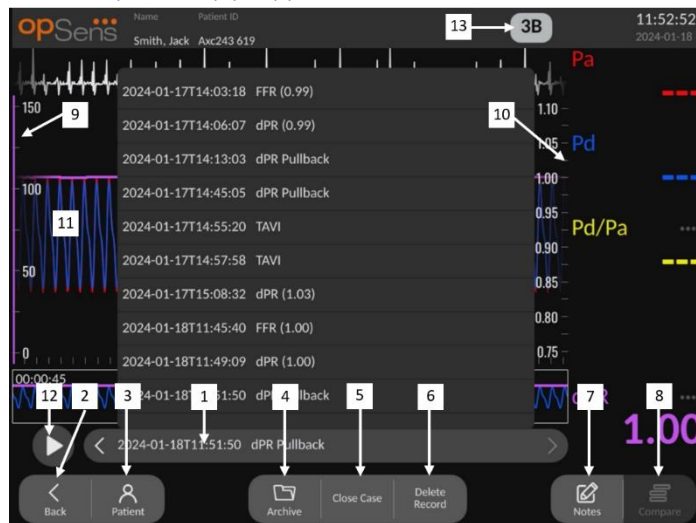 opSens
Name Patient ID
Smith, Jack Axc243 619
13
3B
11:52:52
2024-01-18
Pa
150
9
2024-01-17T14:03:18 FFR (0.99)
10
1.10
2024-01-17T14:06:07 dPR (0.99)
1.05
Pd
2024-01-17T14:13:03 dPR Pullback
100
1.00
2024-01-17T14:45:05 dPR Pullback
11
0.95
2024-01-17T14:55:20 TAVI
Pd/Pa
0.90
2024-01-17T14:57:58 TAVI
50
0.85
2024-01-17T15:08:32 dPR (1.03)
0.80
2024-01-18T11:45:40 FFR (1.00)
0
0.75
2024-01-18T11:49:09 dPR (1.00)
00:00:45
12 2 3 1 4 5 6 7 8
1.00
2024-01-18T11:51:50 dPR Pullback
Back
Patient
Archive
Close Case
Delete
Record
Notes
Compare